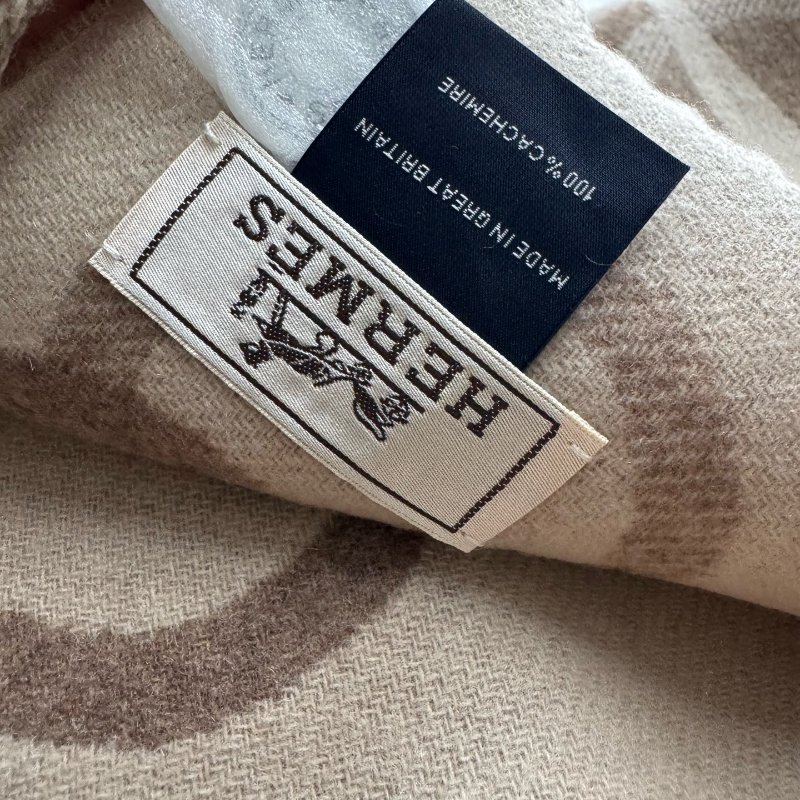 HERMES
MADE IN GREAT BRITAIN
100% CACHEMIRE